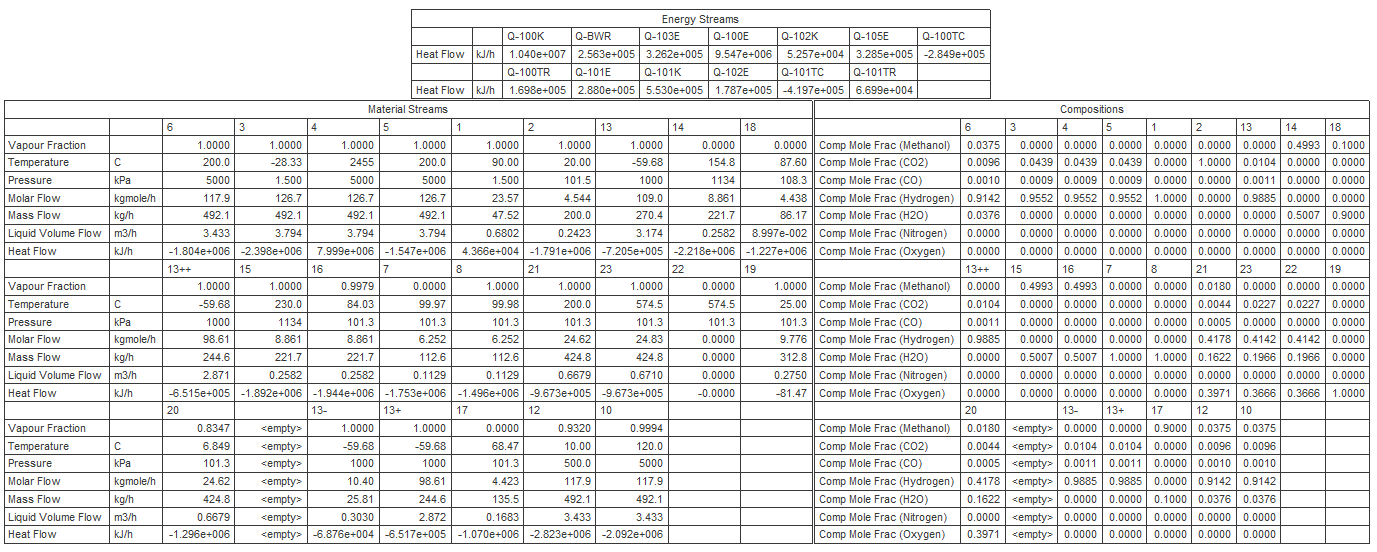 Energy Streams
Q-100K Q-BWR Q-103E Q-100E Q-102K Q-105E Q-100TC
Heat Flow kJ/h 1.040e+007 2.563e+005 3.262e+005 9.547e+006 5.257e+004 3.285e+005 -2.849e+005
Q-100TR Q-101E Q-101K Q-102E Q-101TC Q-101TR
Heat Flow kJ/h 1.698e+005 2.880e+005 5.530e+005 1.787e+005 -4.197e+005 6.699e+004
Material Streams
6 3 4 5 1 2 13 14 18
Vapour Fraction 1.0000 1.0000 1.0000 1.0000 1.0000 1.0000 1.0000 0.0000 0.0000
Temperature C 200.0 -28.33 2455 200.0 90.00 20.00 -59.68 154.8 87.60
Pressure kPa 5000 1.500 5000 5000 1.500 101.5 1000 1134 108.3
Molar Flow kgmole/h 117.9 126.7 126.7 126.7 23.57 4.544 109.0 8.861 4.438
Mass Flow kg/h 492.1 492.1 492.1 492.1 47.52 200.0 270.4 221.7 86.17
Liquid Volume Flow m3/h 3.433 3.794 3.794 3.794 0.6802 0.2423 3.174 0.2582 8.997e-002
Heat Flow kJ/h -1.804e+006 -2.398e+006 7.999e+006 -1.547e+006 4.366e+004 -1.791e+006 -7.205e+005 -2.218e+006 -1.227e+006
13++ 15 16 7 8 21 23 22 19
Vapour Fraction 1.0000 1.0000 0.9979 0.0000 1.0000 1.0000 1.0000 0.0000 1.0000
Temperature C -59.68 230.0 84.03 99.97 99.98 200.0 574.5 574.5 25.00
Pressure kPa 1000 1134 101.3 101.3 101.3 101.3 101.3 101.3 101.3
Molar Flow kgmole/h 98.61 8.861 8.861 6.252 6.252 24.62 24.83 0.0000 9.776
Mass Flow kg/h 244.6 221.7 221.7 112.6 112.6 424.8 424.8 0.0000 312.8
Liquid Volume Flow m3/h 2.871 0.2582 0.2582 0.1129 0.1129 0.6679 0.6710 0.0000 0.2750
Heat Flow kJ/h -6.515e+005 -1.892e+006 -1.944e+006 -1.753e+006 -1.496e+006 -9.673e+005 -9.673e+005 -0.0000 -81.47
20 13- 13+ 17 12 10
Vapour Fraction 0.8347 <empty> 1.0000 1.0000 0.0000 0.9320 0.9994
Temperature C 6.849 <empty> -59.68 -59.68 68.47 10.00 120.0
Pressure kPa 101.3 <empty> 1000 1000 101.3 500.0 5000
Molar Flow kgmole/h 24.62 <empty> 10.40 98.61 4.423 117.9 117.9
Mass Flow kg/h 424.8 <empty> 25.81 244.6 135.5 492.1 492.1
Liquid Volume Flow m3/h 0.6679 <empty> 0.3030 2.872 0.1683 3.433 3.433
Heat Flow kJ/h -1.296e+006 <empty> -6.876e+004 -6.517e+005 -1.070e+006 -2.823e+006 -2.092e+006
Compositions
6 3 4 5 1 2 13 14 18
Comp Mole Frac (Methanol) 0.0375 0.0000 0.0000 0.0000 0.0000 0.0000 0.0000 0.4993 0.1000
Comp Mole Frac (CO2) 0.0096 0.0439 0.0439 0.0439 0.0000 1.0000 0.0104 0.0000 0.0000
Comp Mole Frac (CO) 0.0010 0.0009 0.0009 0.0009 0.0000 0.0000 0.0011 0.0000 0.0000
Comp Mole Frac (Hydrogen) 0.9142 0.9552 0.9552 0.9552 1.0000 0.0000 0.9885 0.0000 0.0000
Comp Mole Frac (H2O) 0.0376 0.0000 0.0000 0.0000 0.0000 0.0000 0.0000 0.5007 0.9000
Comp Mole Frac (Nitrogen) 0.0000 0.0000 0.0000 0.0000 0.0000 0.0000 0.0000 0.0000 0.0000
Comp Mole Frac (Oxygen) 0.0000 0.0000 0.0000 0.0000 0.0000 0.0000 0.0000 0.0000 0.0000
13++ 15 16 7 8 21 23 22 19
Comp Mole Frac (Methanol) 0.0000 0.4993 0.4993 0.0000 0.0000 0.0180 0.0000 0.0000 0.0000
Comp Mole Frac (CO2) 0.0104 0.0000 0.0000 0.0000 0.0000 0.0044 0.0227 0.0227 0.0000
Comp Mole Frac (CO) 0.0011 0.0000 0.0000 0.0000 0.0000 0.0005 0.0000 0.0000 0.0000
Comp Mole Frac (Hydrogen) 0.9885 0.0000 0.0000 0.0000 0.0000 0.4178 0.4142 0.4142 0.0000
Comp Mole Frac (H2O) 0.0000 0.5007 0.5007 1.0000 1.0000 0.1622 0.1966 0.1966 0.0000
Comp Mole Frac (Nitrogen) 0.0000 0.0000 0.0000 0.0000 0.0000 0.0000 0.0000 0.0000 0.0000
Comp Mole Frac (Oxygen) 0.0000 0.0000 0.0000 0.0000 0.0000 0.3971 0.3666 0.3666 1.0000
20 13- 13+ 17 12 10
Comp Mole Frac (Methanol) 0.0180 <empty> 0.0000 0.0000 0.9000 0.0375 0.0375
Comp Mole Frac (CO2) 0.0044 <empty> 0.0104 0.0104 0.0000 0.0096 0.0096
Comp Mole Frac (CO) 0.0005 <empty> 0.0011 0.0011 0.0000 0.0010 0.0010
Comp Mole Frac (Hydrogen) 0.4178 <empty> 0.9885 0.9885 0.0000 0.9142 0.9142
Comp Mole Frac (H2O) 0.1622 <empty> 0.0000 0.0000 0.1000 0.0376 0.0376
Comp Mole Frac (Nitrogen) 0.0000 <empty> 0.0000 0.0000 0.0000 0.0000 0.0000
Comp Mole Frac (Oxygen) 0.3971 <empty> 0.0000 0.0000 0.0000 0.0000 0.0000